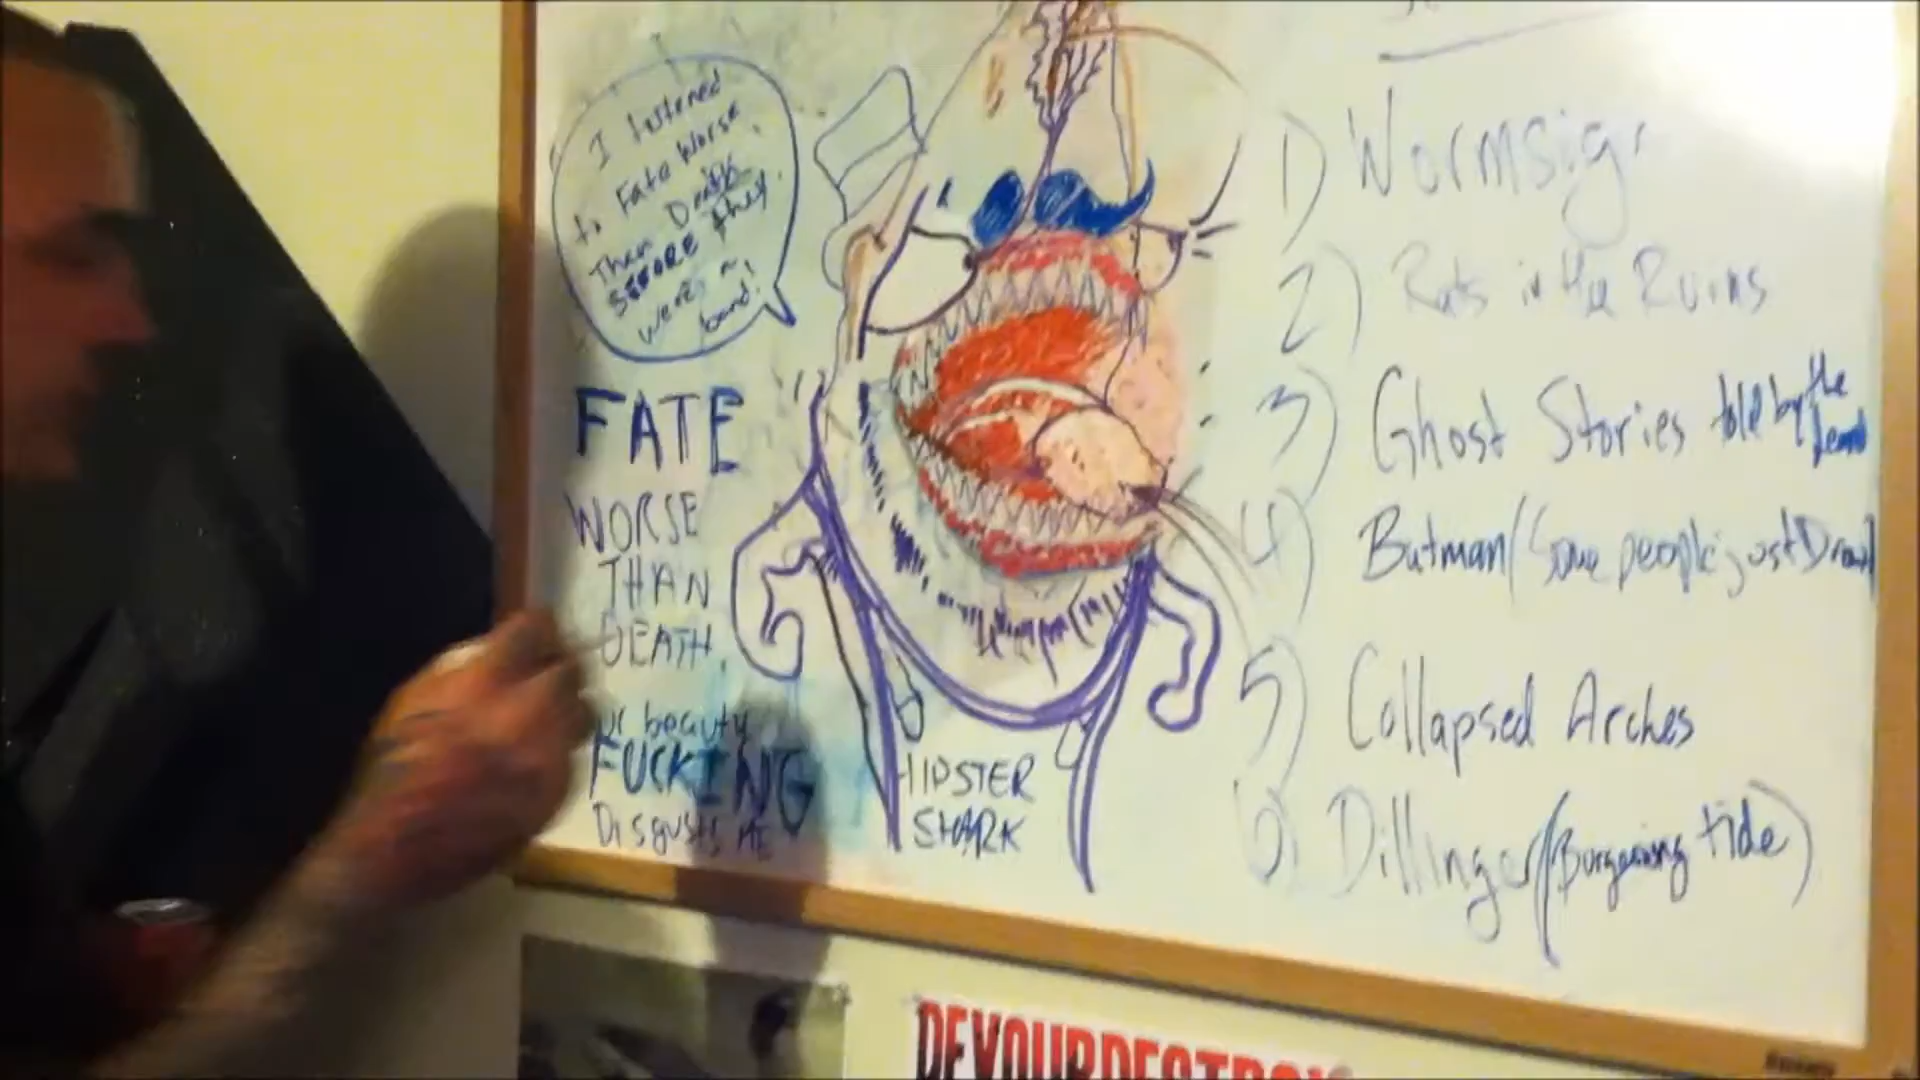 I listened
to Fate Worse
Than Death
BEFORE they
were a
band!
FATE
WORSE
THAN
DEATH.
beauty
FUCKING
DISGUSTS ME
HIPSTER
SHARK
1) Wormsign
2) Rats in the Ruins
3) Ghost Stories told by the
dead
4) Batman (Some people just Drown
5) Collapsed Arches
6) Dillinger (Burgeoning tide)
DEVOURDESTROY